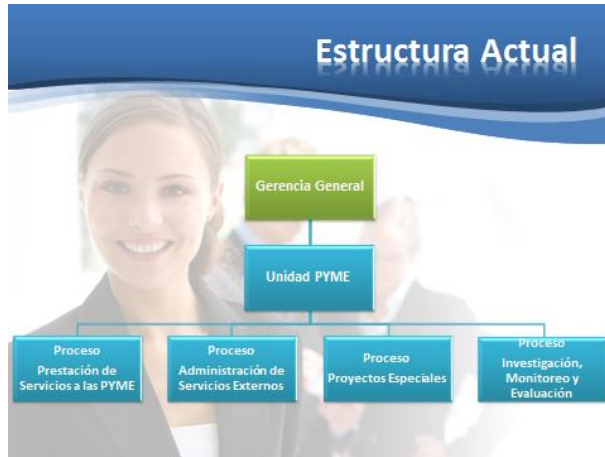 Estructura Actual
Gerencia General
Unidad PYME
Proceso
Prestación de
Servicios a las PYME
Proceso
Administración de
Servicios Externos
Proceso
Proyectos Especiales
Proceso
Investigación,
Monitoreo y
Evaluación